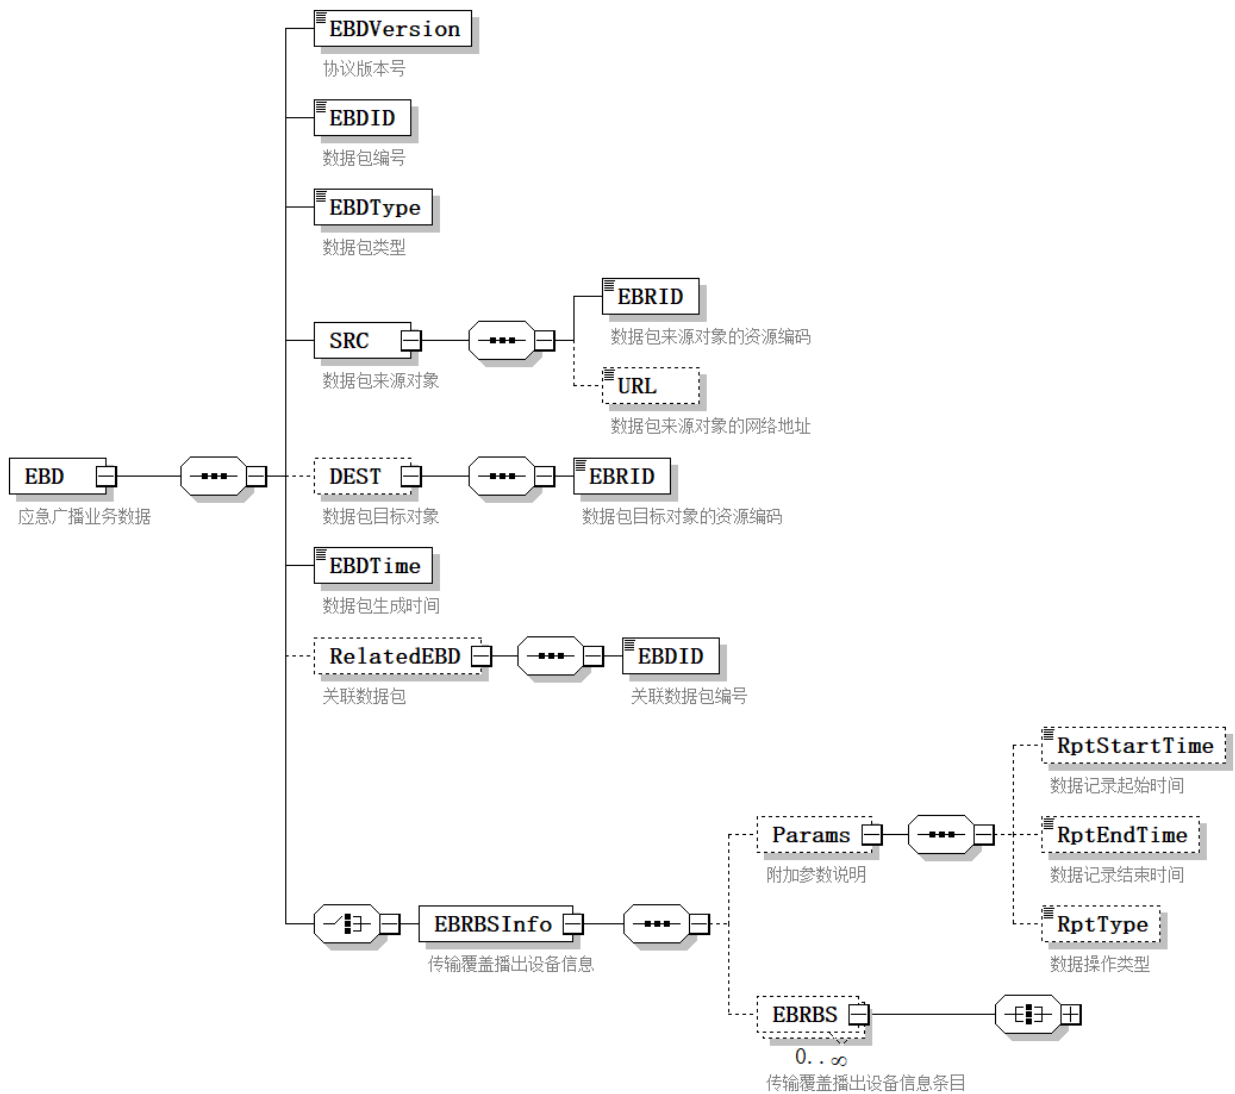 EBDVersion
协议版本号
EBDID
数据包编号
EBDType
数据包类型
SRC
数据包来源对象
EBRID
数据包来源对象的资源编码
URL
数据包来源对象的网络地址
EBD
应急广播业务数据
DEST
数据包目标对象
EBRID
数据包目标对象的资源编码
EBDTime
数据包生成时间
RelatedEBD
关联数据包
EBDID
关联数据包编号
EBRBSInfo
传输覆盖播出设备信息
Params
附加参数说明
RptStartTime
数据记录起始时间
RptEndTime
数据记录结束时间
RptType
数据操作类型
EBRBS
0..∞
传输覆盖播出设备信息条目